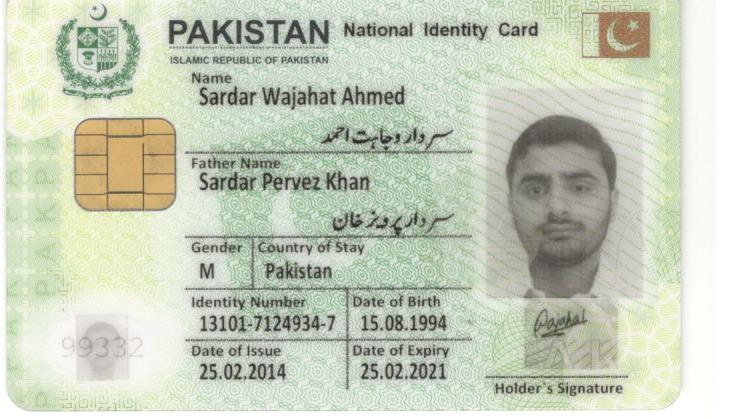 PAKISTAN National Identity Card
ISLAMIC REPUBLIC OF PAKISTAN
Name
Sardar Wajahat Ahmed
سردار وجاہت احمد
Father Name
Sardar Pervez Khan
سردار پرویز خان
Gender Country of Stay
M Pakistan
Identity Number Date of Birth
13101-7124934-7 15.08.1994
Date of Issue Date of Expiry
25.02.2014 25.02.2021
99332
Wajahat
Holder`s Signature